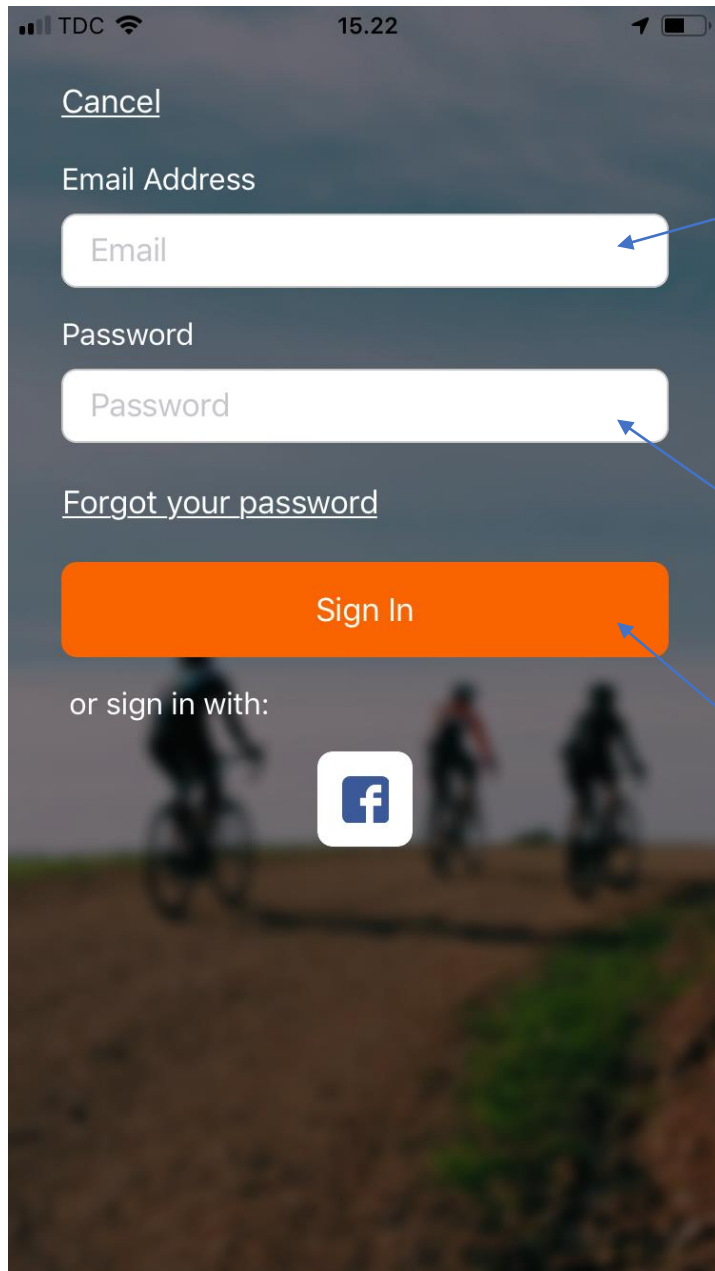 TDC 15.22
Cancel
Email Address
Email
Password
Password
Forgot your password
Sign In
or sign in with:
f